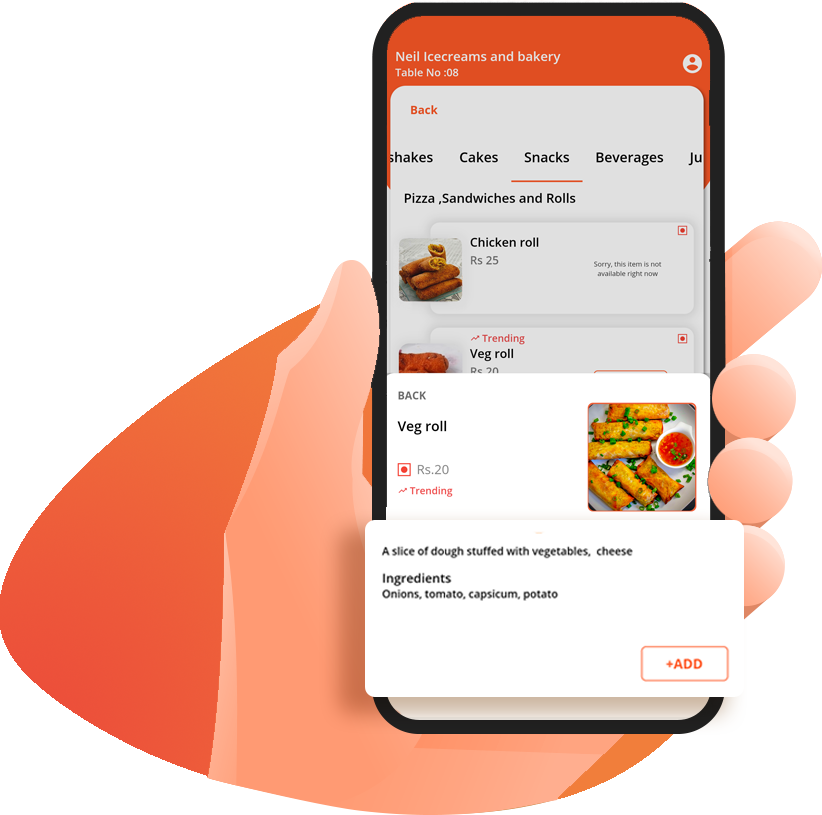 Neil Icecreams and bakery
Table No :08
Back
shakes Cakes Snacks Beverages Ju
Pizza ,Sandwiches and Rolls
Chicken roll
Rs 25
Sorry, this item is not
available right now
Trending
Veg roll
Rs 20
BACK
Veg roll
Rs.20
Trending
A slice of dough stuffed with vegetables, cheese
Ingredients
Onions, tomato, capsicum, potato
+ADD